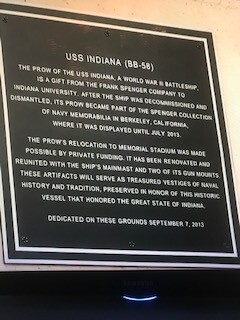 USS INDIANA (BB-58)
THE PROW OF THE USS INDIANA, A WORLD WAR II BATTLESHIP,
IS A GIFT FROM THE FRANK SPENGER COMPANY TO
INDIANA UNIVERSITY. AFTER THE SHIP WAS DECOMMISSIONED AND
DISMANTLED, ITS PROW BECAME PART OF THE SPENGER COLLECTION
OF NAVY MEMORABILIA IN BERKELEY, CALIFORNIA,
WHERE IT WAS DISPLAYED UNTIL JULY 2013.
THE PROW'S RELOCATION TO MEMORIAL STADIUM WAS MADE
POSSIBLE BY PRIVATE FUNDING. IT HAS BEEN RENOVATED AND
REUNITED WITH THE SHIP'S MAINMAST AND TWO OF ITS GUN MOUNTS.
THESE ARTIFACTS WILL SERVE AS TREASURED VESTIGES OF NAVAL
HISTORY AND TRADITION, PRESERVED IN HONOR OF THIS HISTORIC
VESSEL THAT HONORED THE GREAT STATE OF INDIANA.
DEDICATED ON THESE GROUNDS SEPTEMBER 7, 2013